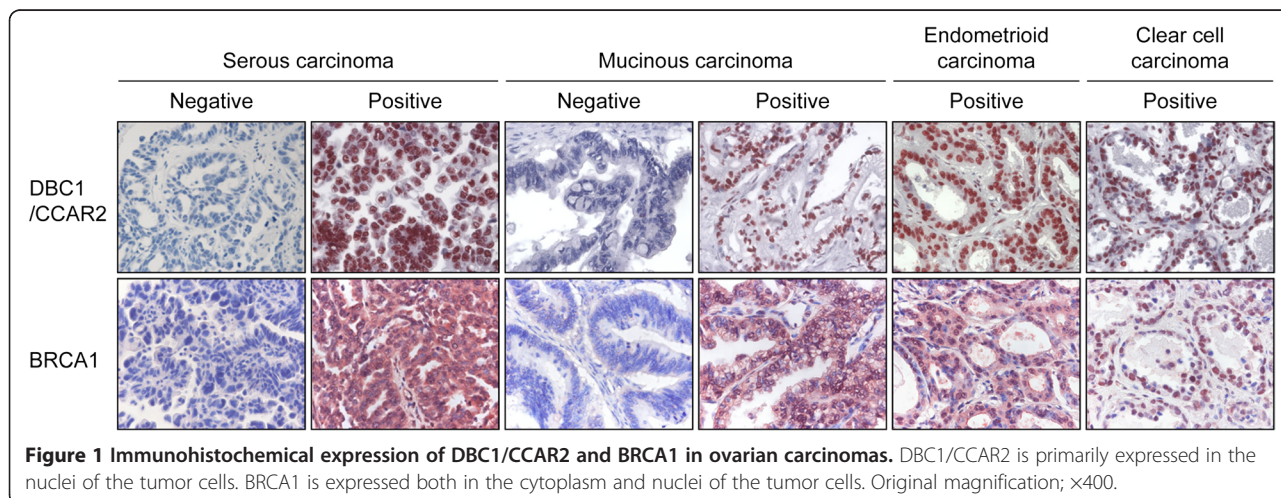 Serous carcinoma
Mucinous carcinoma
Endometrioid
carcinoma
Clear cell
carcinoma
Negative
Positive
Negative
Positive
Positive
Positive
DBC1
/CCAR2
BRCA1
Figure 1 Immunohistochemical expression of DBC1/CCAR2 and BRCA1 in ovarian carcinomas. DBC1/CCAR2 is primarily expressed in the
nuclei of the tumor cells. BRCA1 is expressed both in the cytoplasm and nuclei of the tumor cells. Original magnification; ×400.